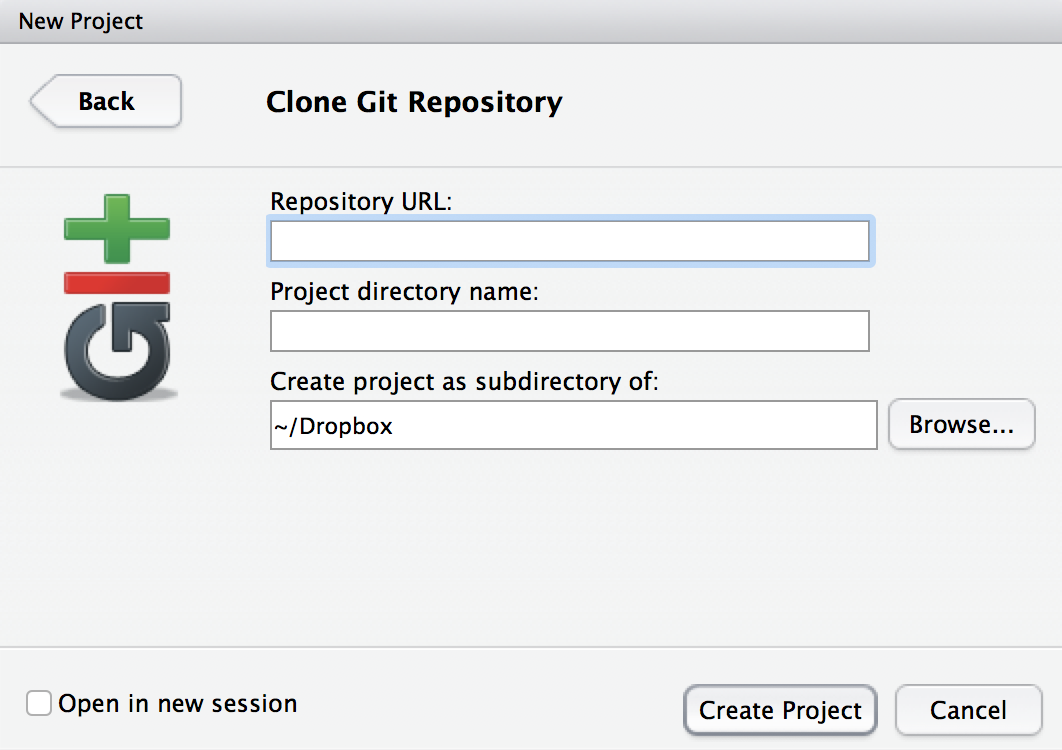 New Project
Back
Clone Git Repository
Repository URL:
Project directory name:
Create project as subdirectory of:
~/Dropbox
Browse...
Open in new session
Create Project
Cancel